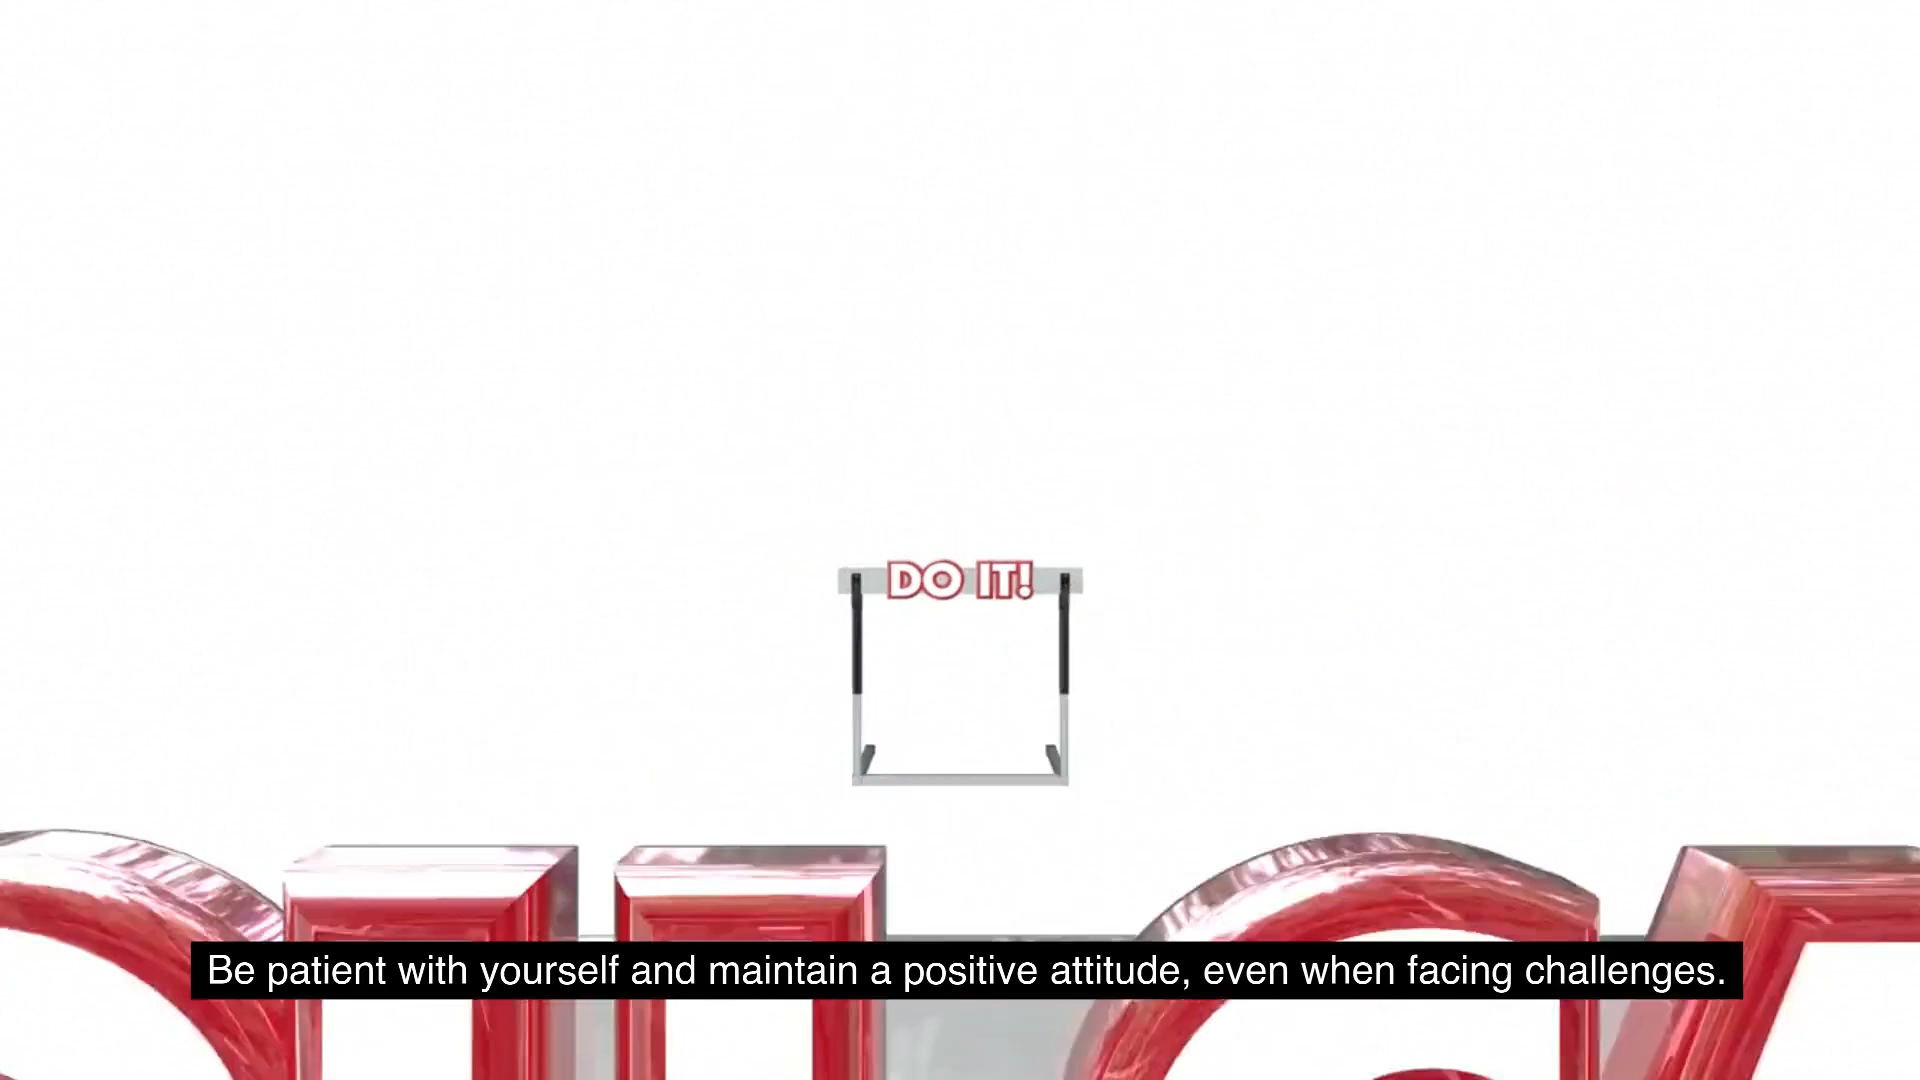 DO IT!
Be patient with yourself and maintain a positive attitude, even when facing challenges.